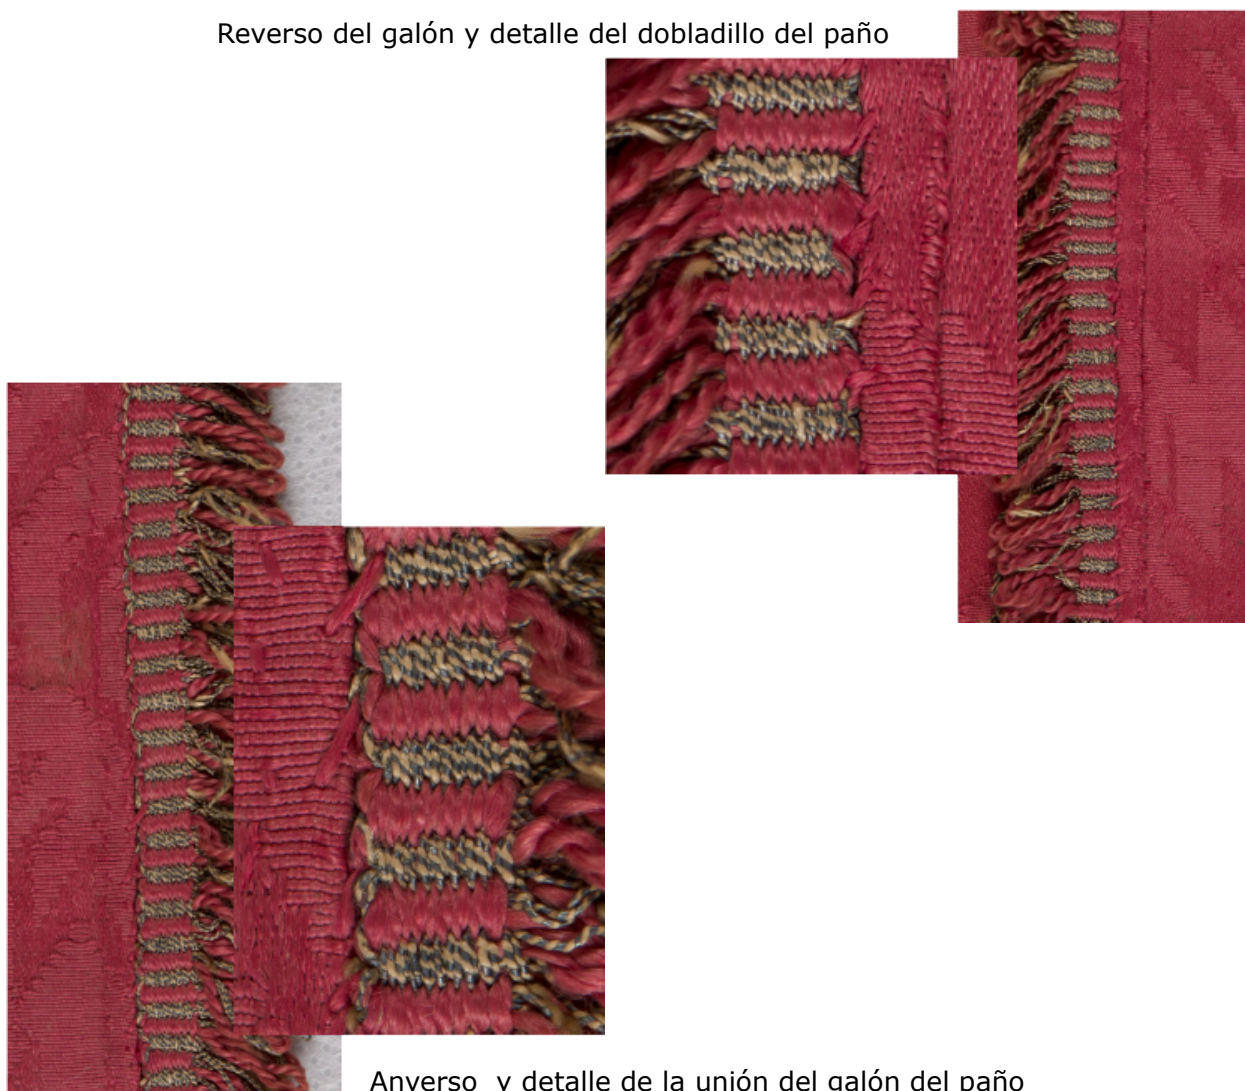 Reverso del galón y detalle del dobladillo del paño
Anverso y detalle de la unión del galón del paño